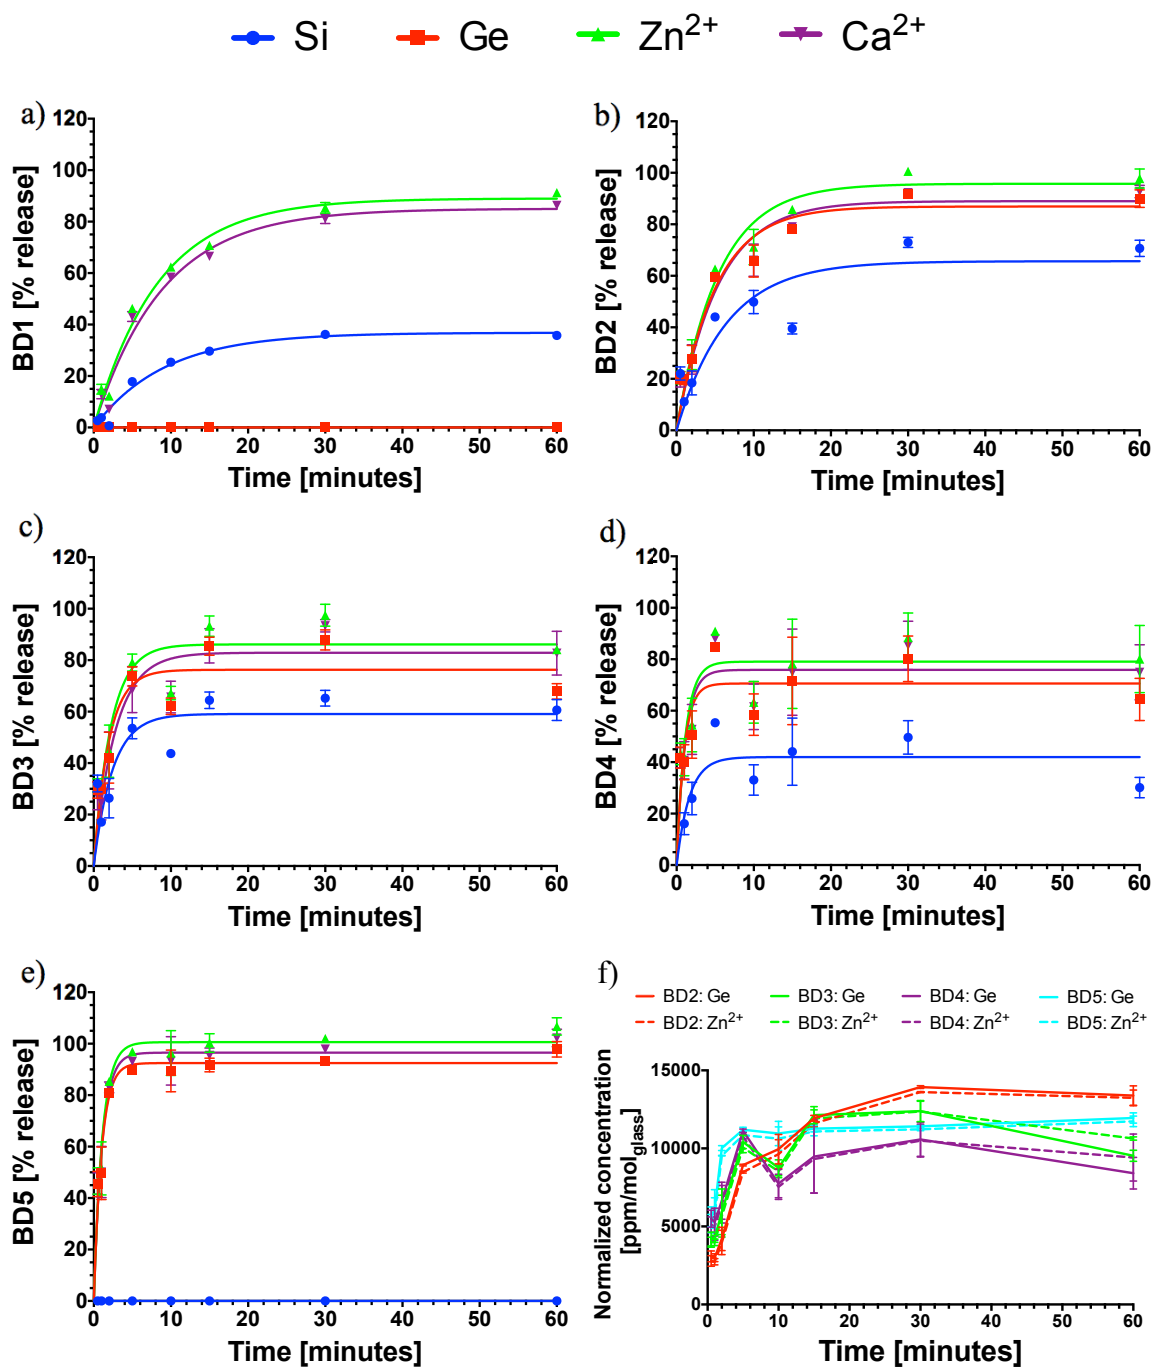 Si Ge Zn²⁺ Ca²⁺
a)
120
100
80
60
40
20
0
BD1 [% release]
0 10 20 30 40 50 60
Time [minutes]
b)
120
100
80
60
40
20
0
BD2 [% release]
0 10 20 30 40 50 60
Time [minutes]
c)
120
100
80
60
40
20
0
BD3 [% release]
0 10 20 30 40 50 60
Time [minutes]
d)
120
100
80
60
40
20
0
BD4 [% release]
0 10 20 30 40 50 60
Time [minutes]
e)
120
100
80
60
40
20
0
BD5 [% release]
0 10 20 30 40 50 60
Time [minutes]
f)
BD2: Ge BD3: Ge BD4: Ge BD5: Ge
BD2: Zn²⁺ BD3: Zn²⁺ BD4: Zn²⁺ BD5: Zn²⁺
15000
10000
5000
0
Normalized concentration
[ppm/mol_glass]
0 10 20 30 40 50 60
Time [minutes]